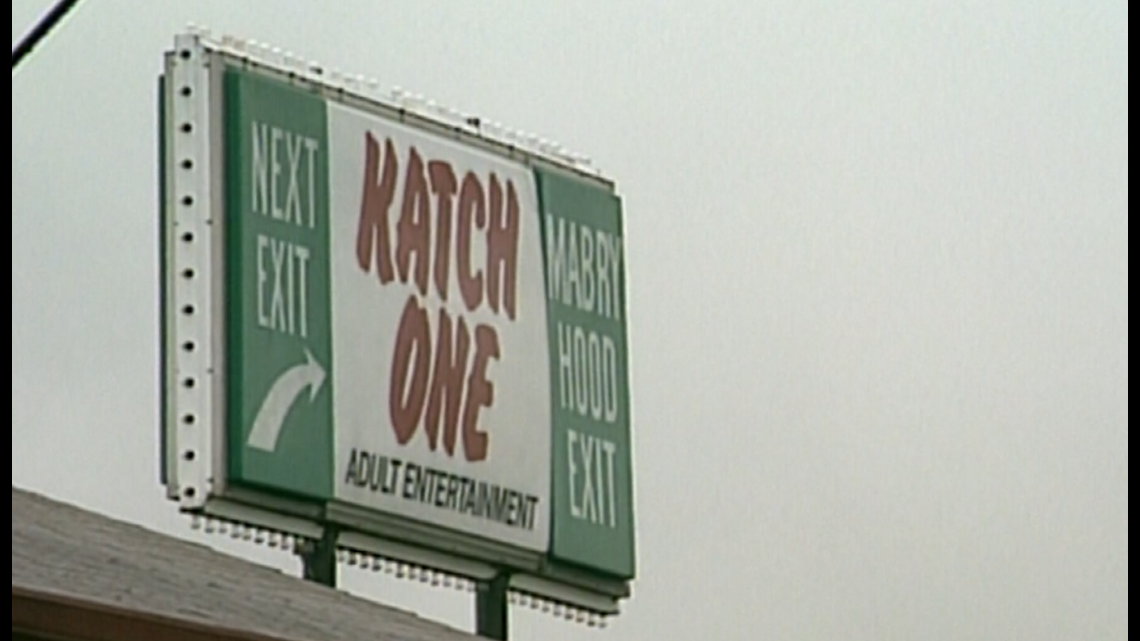 NEXT
EXIT
KATCH
ONE
ADULT ENTERTAINMENT
MABRY
HOOD
EXIT